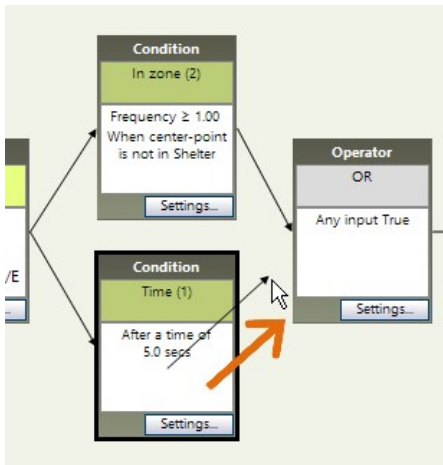 Condition
In zone (2)
Frequency ≥ 1.00
When center-point
is not in Shelter
Settings...
Operator
OR
Any input True
Settings...
/E
Condition
Time (1)
After a time of
5.0 secs
Settings...